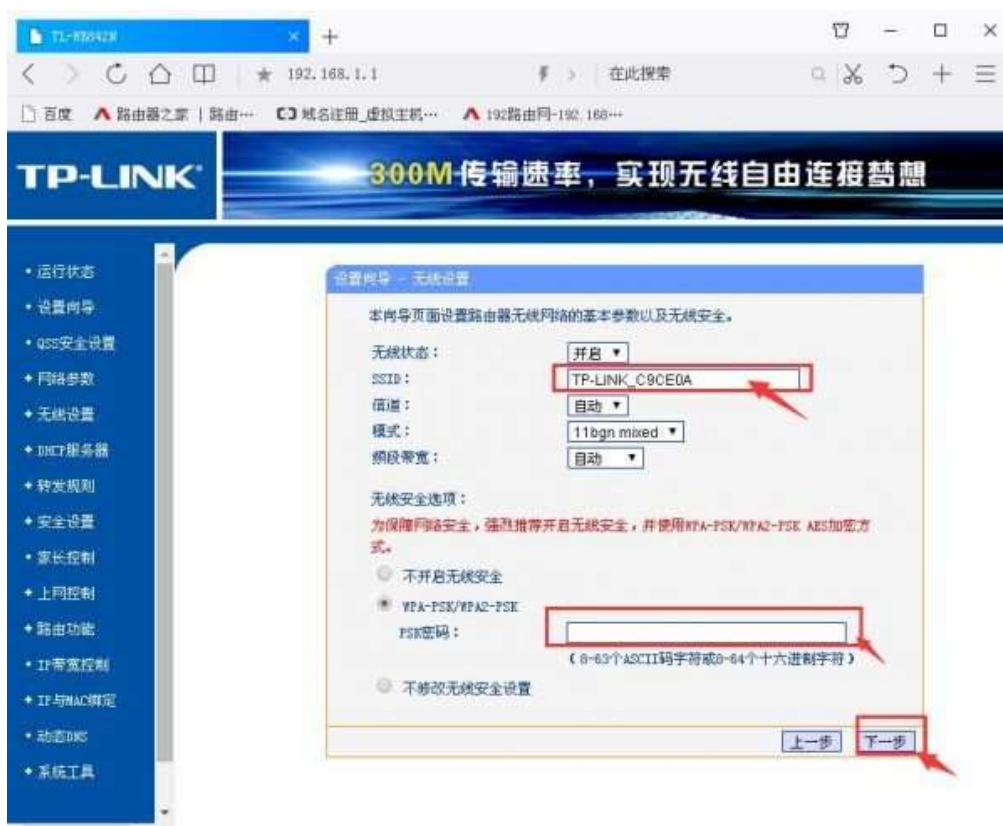 TL-WR842N
192.168.1.1
在此搜索
百度
路由器之家 | 路由…
域名注册_虚拟主机…
192路由网-192.168…
TP-LINK
300M传输速率，实现无线自由连接梦想
设置向导 - 无线设置
• 运行状态
• 设置向导
• QSS安全设置
+ 网络参数
+ 无线设置
+ DHCP服务器
+ 转发规则
+ 安全设置
• 家长控制
+ 上网控制
+ 路由功能
• IP带宽控制
+ IP与MAC绑定
• 动态DNS
+ 系统工具
本向导页面设置路由器无线网络的基本参数以及无线安全。
无线状态： 开启
SSID： TP-LINK_C9CE0A
信道： 自动
模式： 11bgn mixed
频段带宽： 自动
无线安全选项：
为保障网络安全，强烈推荐开启无线安全，并使用WPA-PSK/WPA2-PSK AES加密方
式。
不开启无线安全
WPA-PSK/WPA2-PSK
PSK密码：
（8-63个ASCII码字符或8-64个十六进制字符）
不修改无线安全设置
上一步 下一步